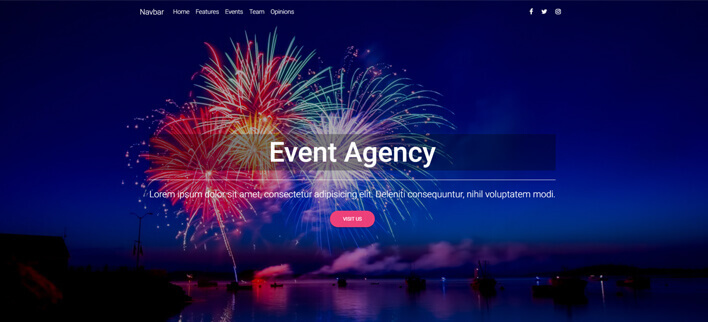 Navbar Home Features Events Team Opinions
Event Agency
Lorem ipsum dolor sit amet, consectetur adipisicing elit. Deleniti consequuntur, nihil voluptatem modi.
VISIT US